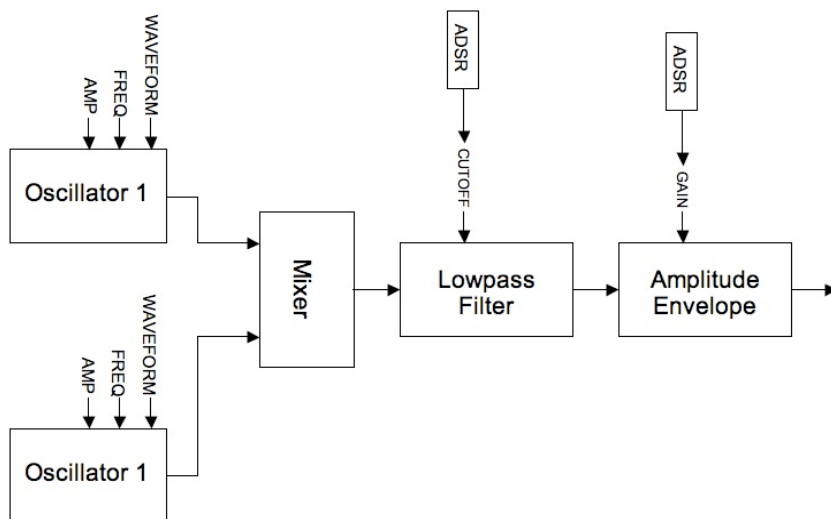 AMP
FREQ
WAVEFORM
Oscillator 1
AMP
FREQ
WAVEFORM
Oscillator 1
Mixer
ADSR
CUTOFF
Lowpass
Filter
ADSR
GAIN
Amplitude
Envelope